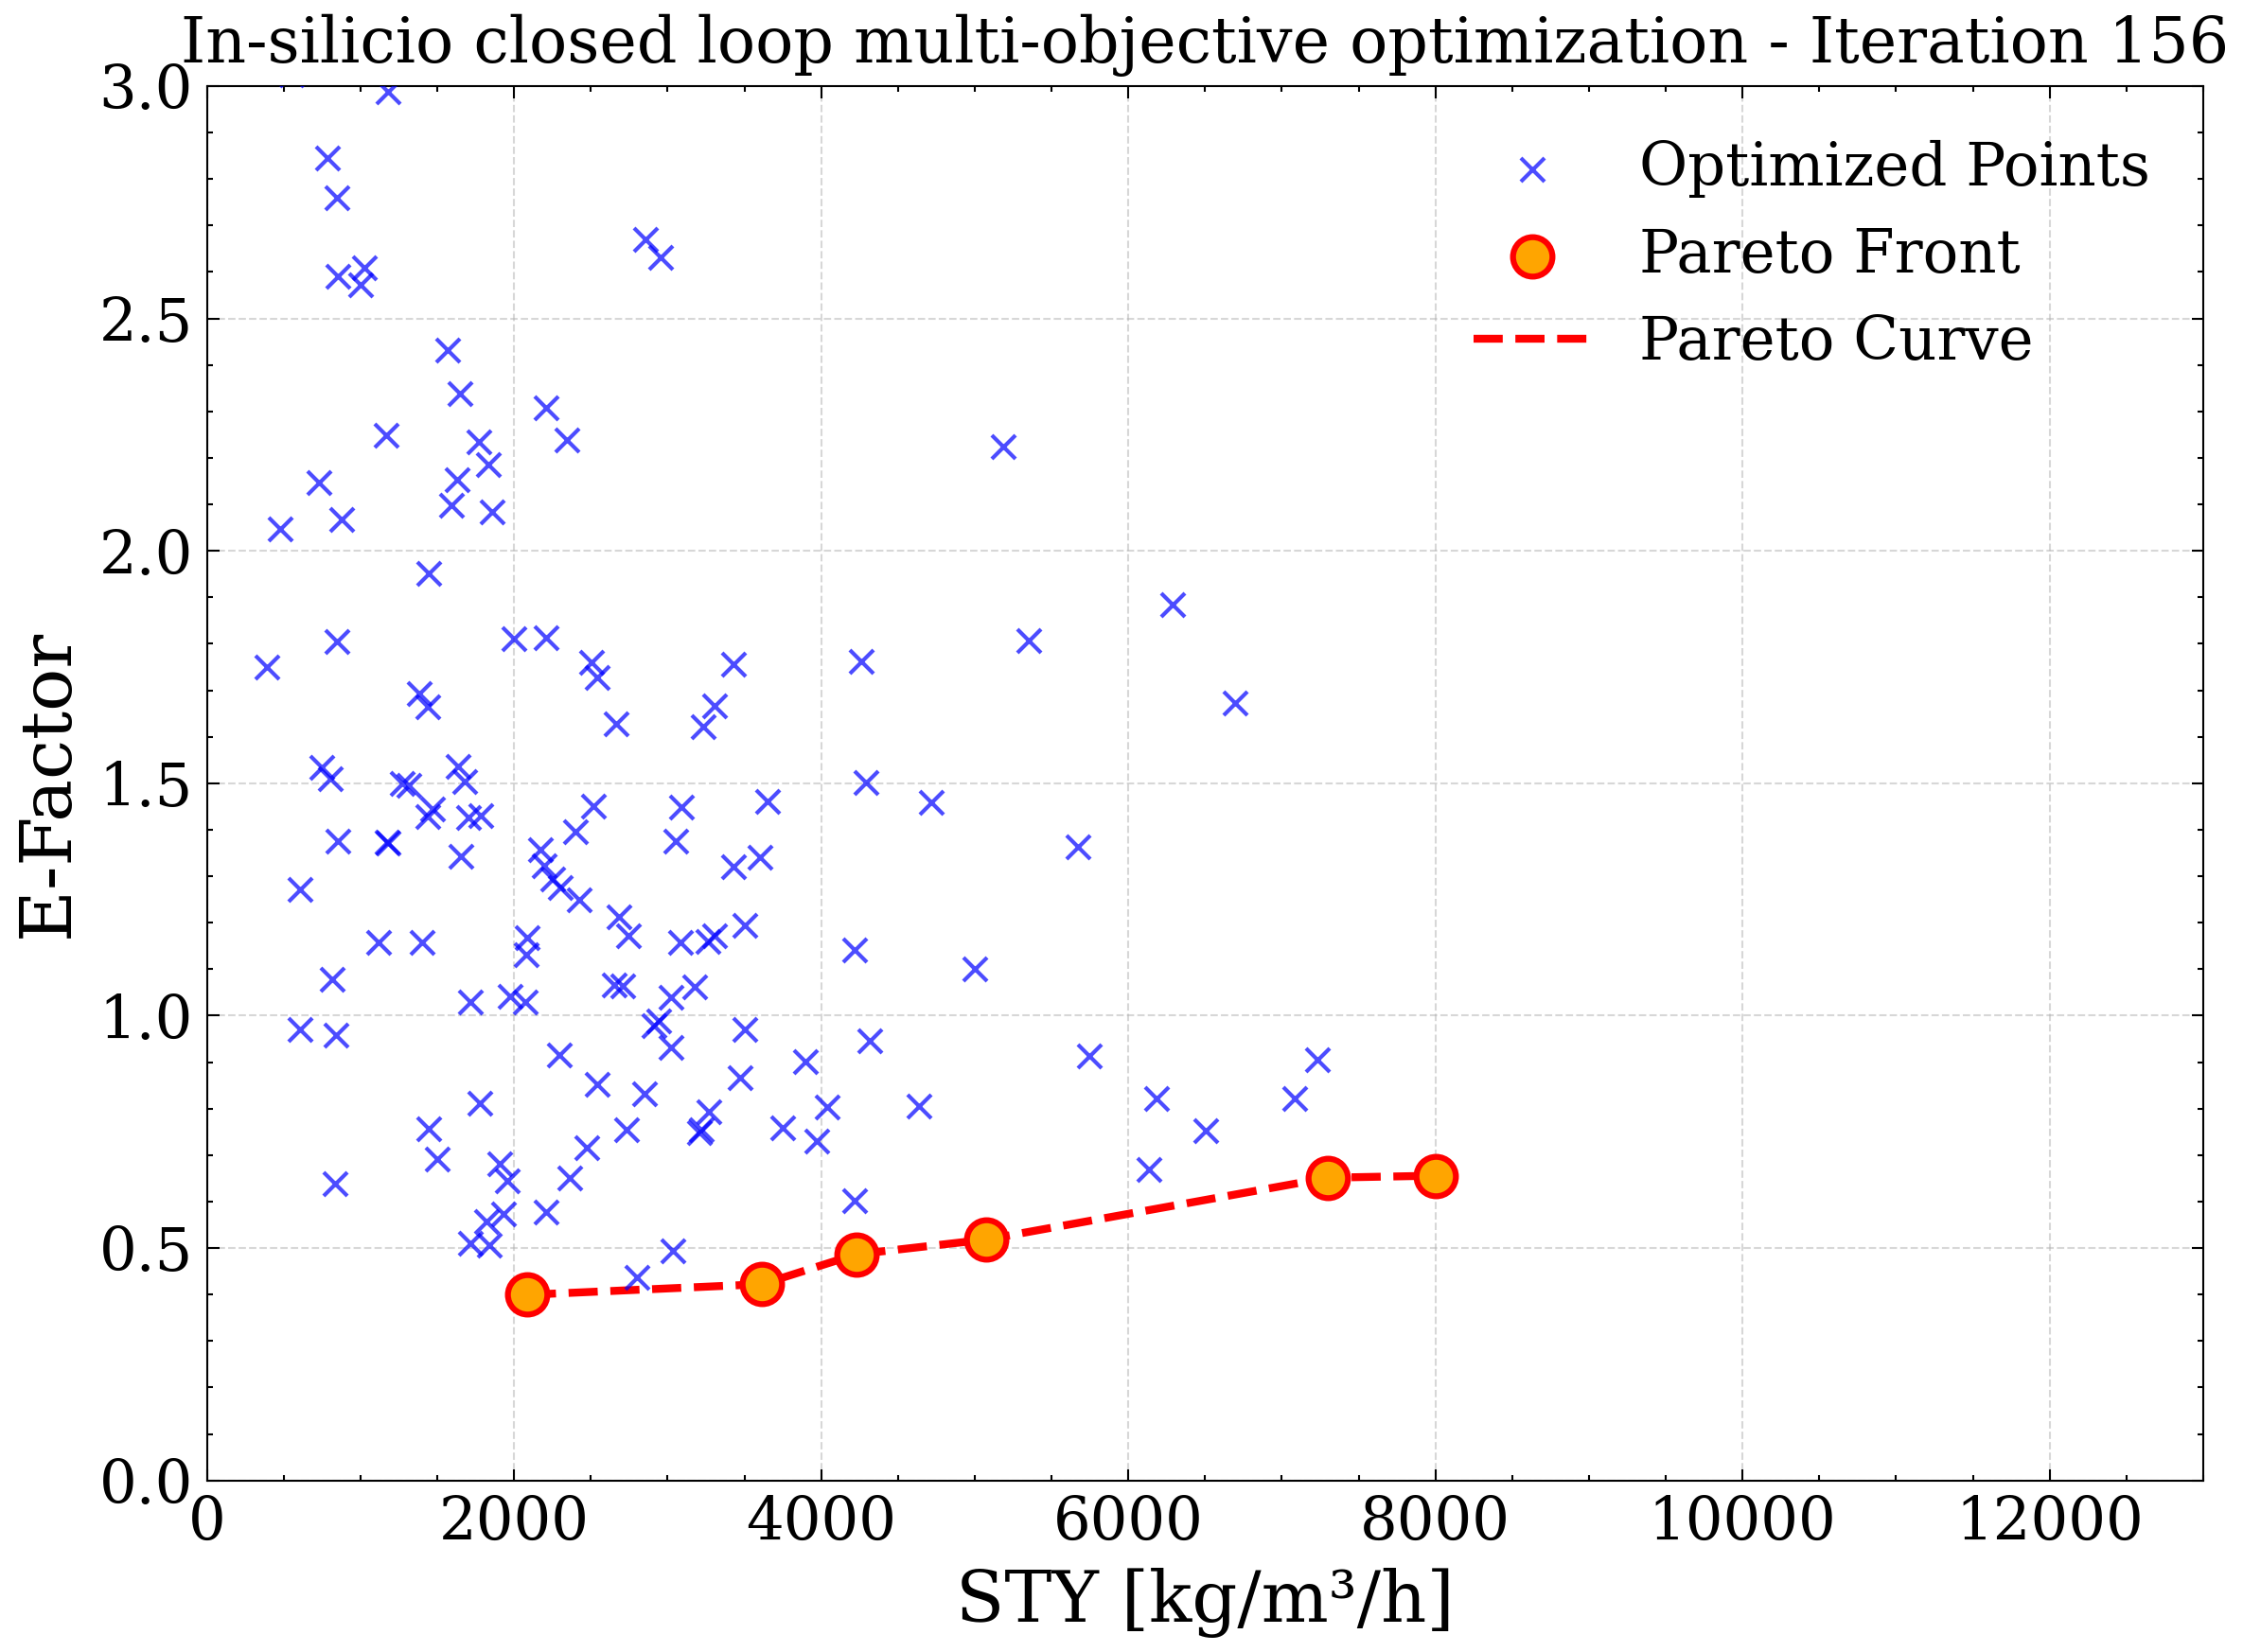 In-silicio closed loop multi-objective optimization - Iteration 156
3.0
2.5
2.0
1.5
1.0
0.5
0.0
E-Factor
Optimized Points
Pareto Front
Pareto Curve
0 2000 4000 6000 8000 10000 12000
STY [kg/m³/h]